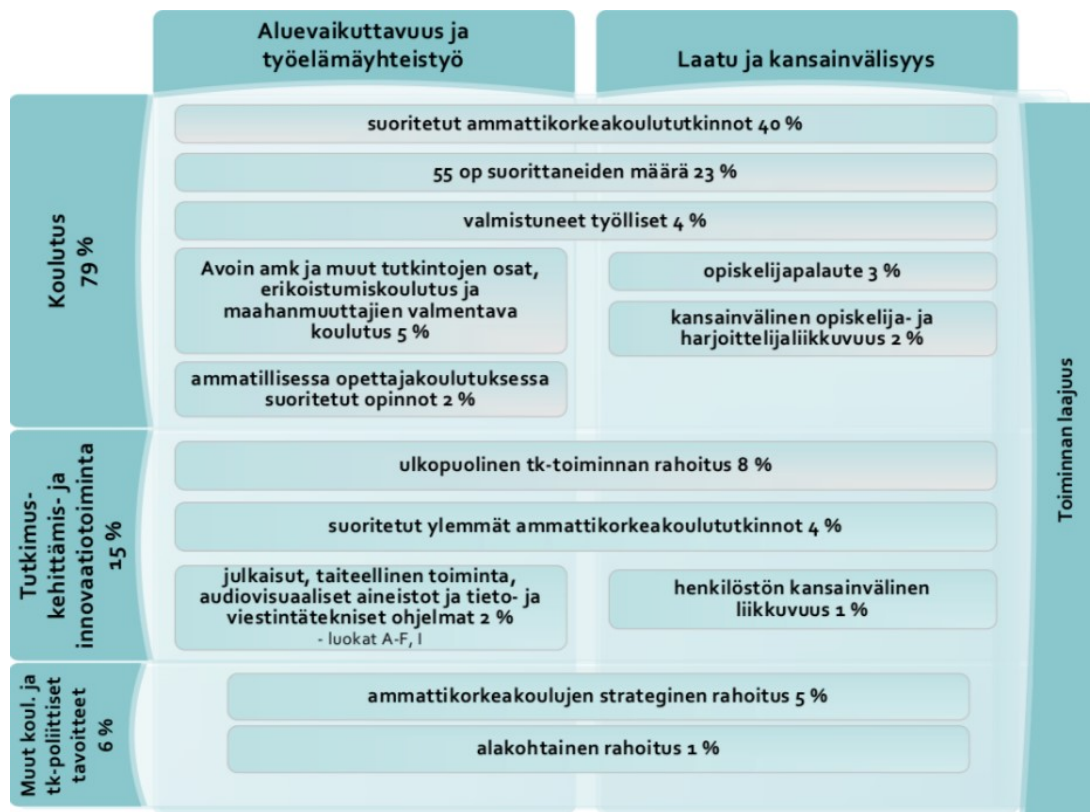 Aluevaikuttavuus ja
työelämäyhteistyö
Laatu ja kansainvälisyys
Koulutus
79 %
suoritetut ammattikorkeakoulututkinnot 40 %
55 op suorittaneiden määrä 23 %
valmistuneet työlliset 4 %
Avoin amk ja muut tutkintojen osat,
erikoistumiskoulutus ja
maahanmuuttajien valmentava
koulutus 5 %
opiskelijapalaute 3 %
kansainvälinen opiskelija- ja
harjoittelijaliikkuvuus 2 %
ammatillisessa opettajakoulutuksessa
suoritetut opinnot 2 %
Tutkimus-
kehittämis- ja
innovaatiotoiminta
15 %
ulkopuolinen tk-toiminnan rahoitus 8 %
suoritetut ylemmät ammattikorkeakoulututkinnot 4 %
julkaisut, taiteellinen toiminta,
audiovisuaaliset aineistot ja tieto- ja
viestintätekniset ohjelmat 2 %
- luokat A-F, I
henkilöstön kansainvälinen
liikkuvuus 1 %
Muut koul. ja
tk-poliittiset
tavoitteet
6 %
ammattikorkeakoulujen strateginen rahoitus 5 %
alakohtainen rahoitus 1 %
Toiminnan laajuus